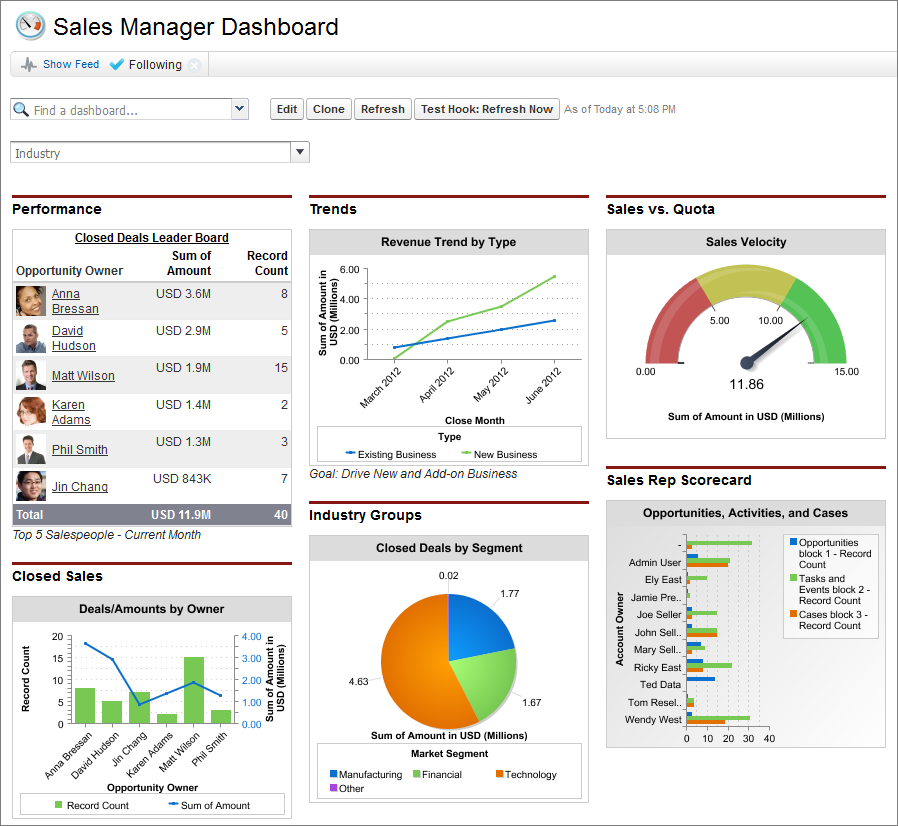 Sales Manager Dashboard
Show Feed Following
Find a dashboard...
Edit Clone Refresh Test Hook: Refresh Now As of Today at 5:08 PM
Industry
Performance
Closed Deals Leader Board
Opportunity Owner Sum of Amount Record Count
Anna Bressan USD 3.6M 8
David Hudson USD 2.9M 5
Matt Wilson USD 1.9M 15
Karen Adams USD 1.4M 2
Phil Smith USD 1.3M 3
Jin Chang USD 843K 7
Total USD 11.9M 40
Top 5 Salespeople - Current Month
Closed Sales
Deals/Amounts by Owner
Record Count
20
15
10
5
0
4.00
3.00
2.00
1.00
0.00
Sum of Amount in
USD (Millions)
Anna Bressan
David Hudson
Jin Chang
Karen Adams
Matt Wilson
Phil Smith
Opportunity Owner
Record Count Sum of Amount
Trends
Revenue Trend by Type
Sum of Amount in
USD (Millions)
6.00
4.00
2.00
0.00
March 2012
April 2012
May 2012
June 2012
Close Month
Type
Existing Business New Business
Goal: Drive New and Add-on Business
Industry Groups
Closed Deals by Segment
0.02
1.77
1.67
4.63
Sum of Amount in USD (Millions)
Market Segment
Manufacturing Financial Technology
Other
Sales vs. Quota
Sales Velocity
0.00
5.00
10.00
15.00
11.86
Sum of Amount in USD (Millions)
Sales Rep Scorecard
Opportunities, Activities, and Cases
Account Owner
-
Admin User
Ely East
Jamie Pre..
Joe Seller
John Sell..
Mary Sell..
Ricky East
Ted Data
Tom Resel..
Wendy West
0 10 20 30 40
Opportunities
block 1 - Record
Count
Tasks and
Events block 2 -
Record Count
Cases block 3 -
Record Count